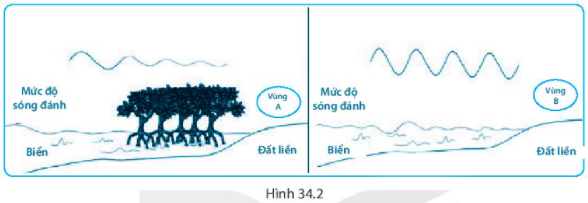 Mức độ
sóng đánh
Vùng
A
Biển
Đất liền
Mức độ
sóng đánh
Vùng
B
Biển
Đất liền
Hình 34.2